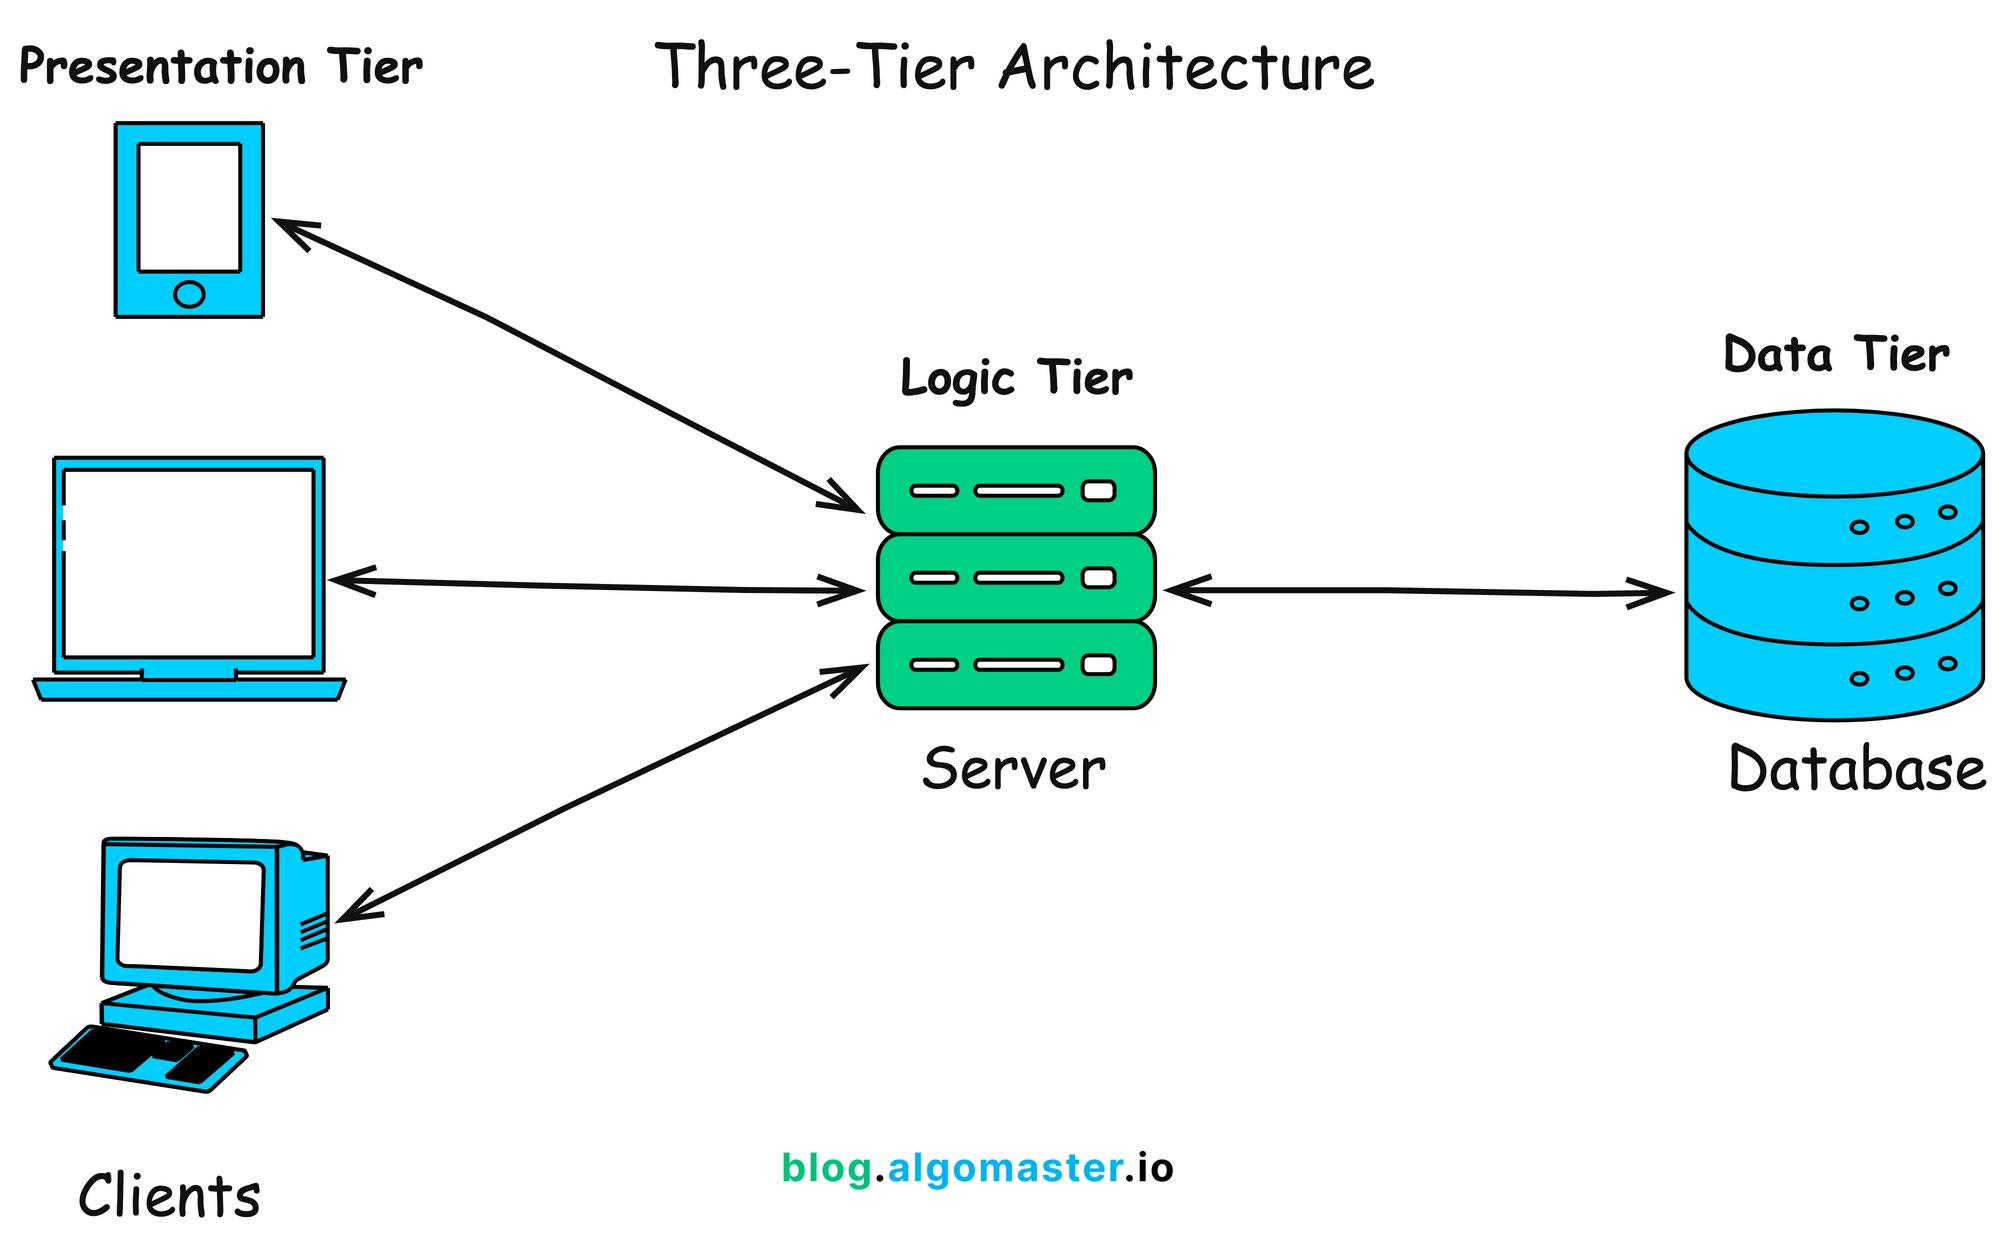 Three-Tier Architecture
Presentation Tier
Logic Tier
Data Tier
Server
Database
Clients
blog.algomaster.io